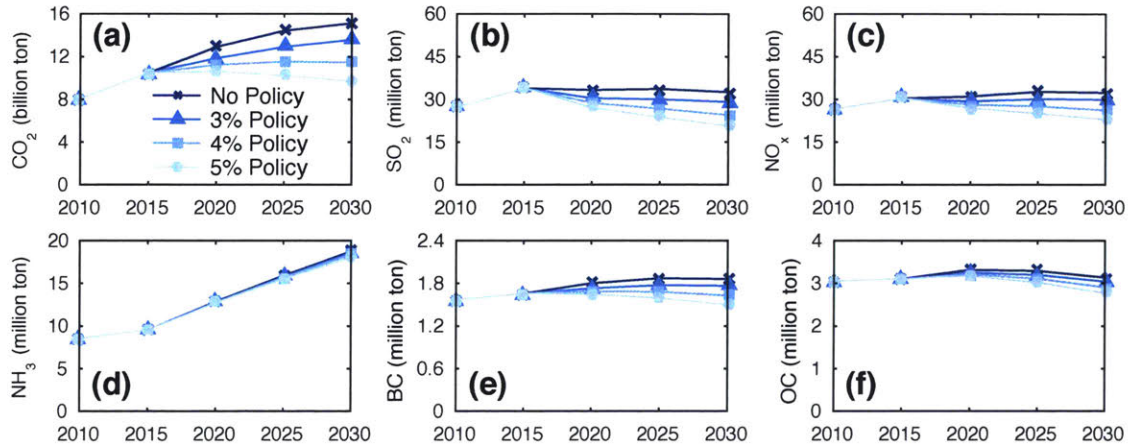 (a)
CO2 (billion ton)
16
12
8
4
0
No Policy
3% Policy
4% Policy
5% Policy
2010 2015 2020 2025 2030
(b)
SO2 (million ton)
60
45
30
15
0
2010 2015 2020 2025 2030
(c)
NOx (million ton)
60
45
30
15
0
2010 2015 2020 2025 2030
(d)
NH3 (million ton)
20
15
10
5
0
2010 2015 2020 2025 2030
(e)
BC (million ton)
2.4
1.8
1.2
0.6
0
2010 2015 2020 2025 2030
(f)
OC (million ton)
4
3
2
1
0
2010 2015 2020 2025 2030